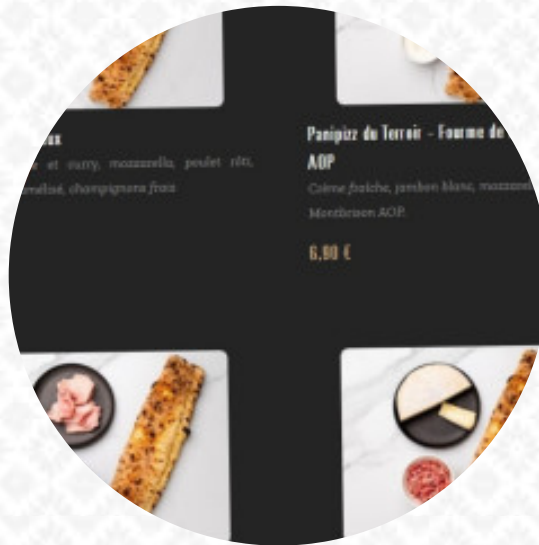 et curry, mozzarella, poulet rôti,
champignons frais
Panipizz du Terroir – Fourme de
AOP
Crème fraîche, jambon blanc,
Montbrison AOP.
6,90 €